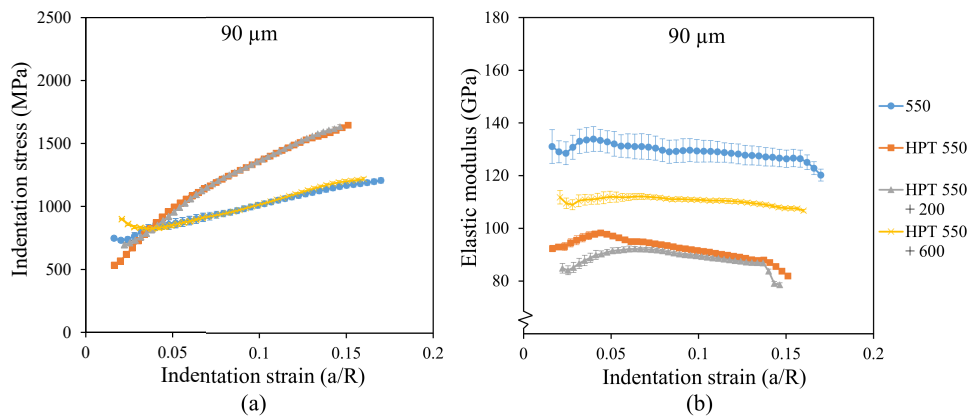 90 μm
Indentation stress (MPa)
2500
2000
1500
1000
500
0
0 0.05 0.1 0.15 0.2
Indentation strain (a/R)
(a)
90 μm
Elastic modulus (GPa)
180
160
140
120
100
80
0 0.05 0.1 0.15 0.2
Indentation strain (a/R)
(b)
550
HPT 550
HPT 550
+ 200
HPT 550
+ 600